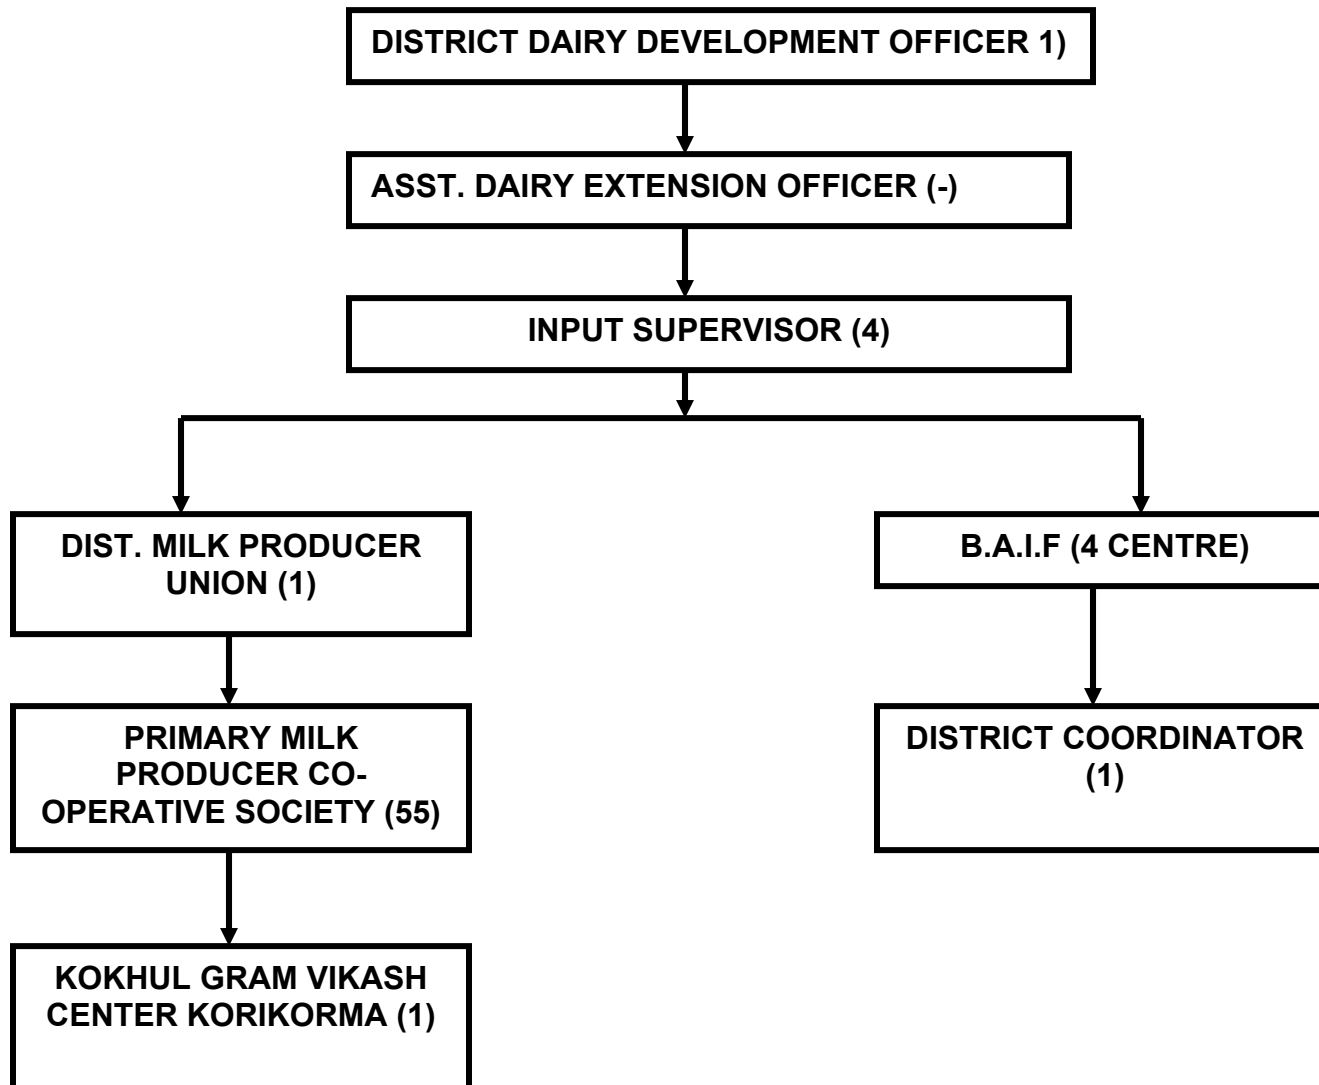 DISTRICT DAIRY DEVELOPMENT OFFICER 1)
ASST. DAIRY EXTENSION OFFICER (-)
INPUT SUPERVISOR (4)
DIST. MILK PRODUCER
UNION (1)
B.A.I.F (4 CENTRE)
PRIMARY MILK
PRODUCER CO-
OPERATIVE SOCIETY (55)
DISTRICT COORDINATOR
(1)
KOKHUL GRAM VIKASH
CENTER KORIKORMA (1)